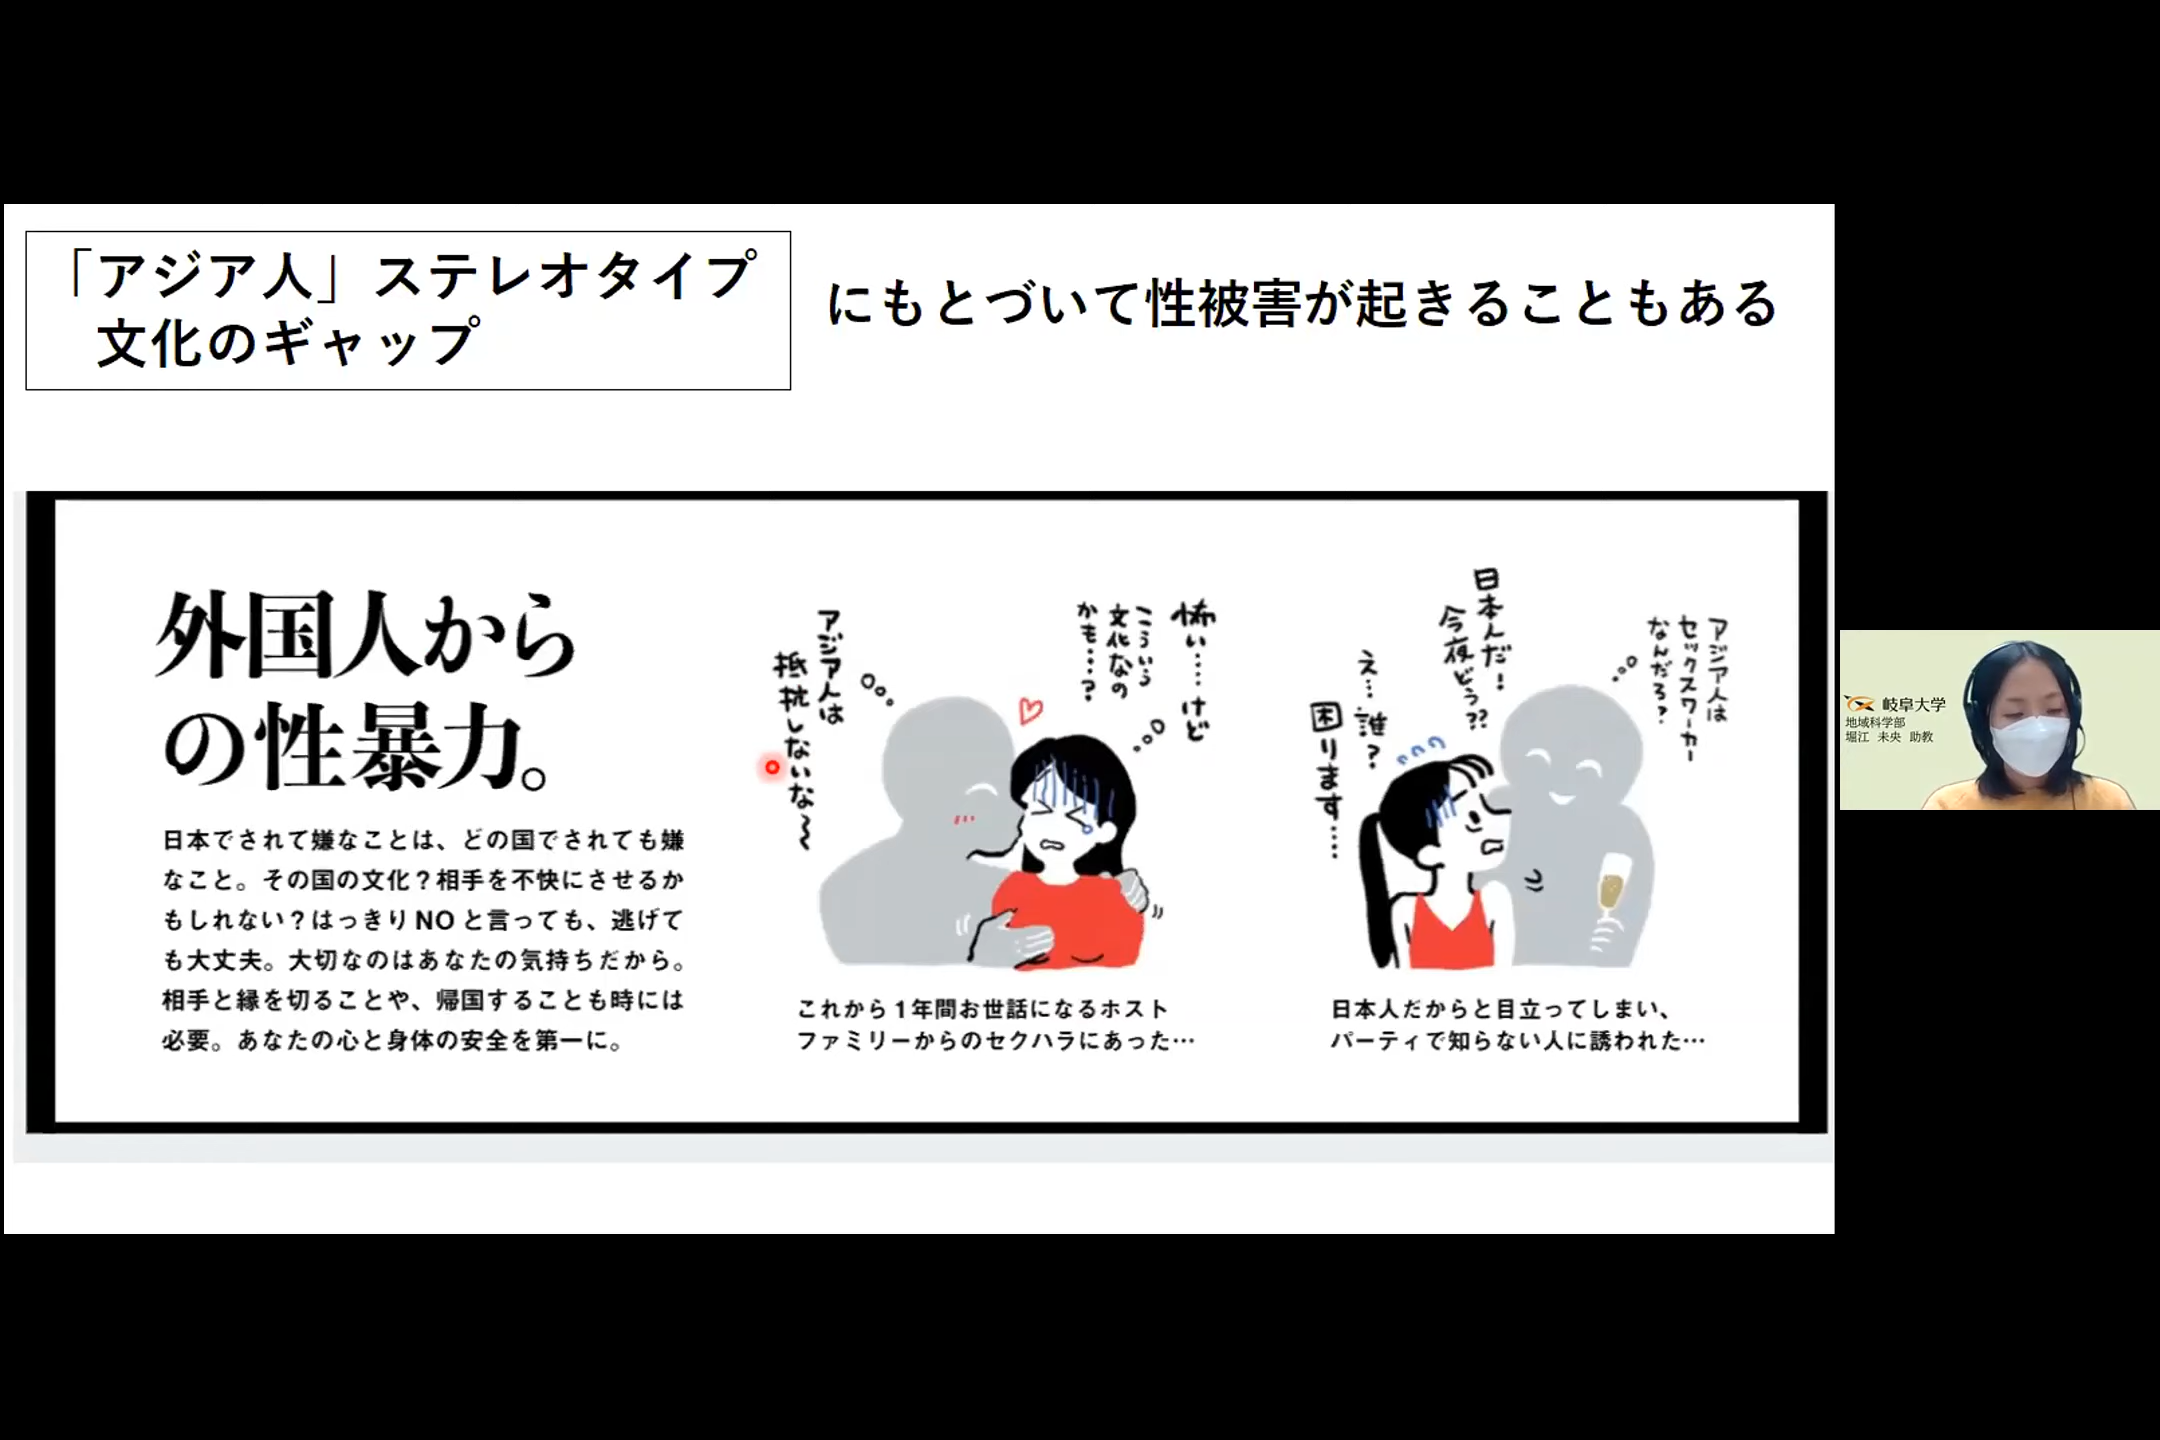 「アジア人」ステレオタイプ
文化のギャップ
にもとづいて性被害が起きることもある
外国人から
の性暴力。
日本でされて嫌なことは、どの国でされても嫌
なこと。その国の文化？相手を不快にさせるか
もしれない？はっきりNOと言っても、逃げて
も大丈夫。大切なのはあなたの気持ちだから。
相手と縁を切ることや、帰国することも時には
必要。あなたの心と身体の安全を第一に。
アジア人は
抵抗しないな〜
怖い……けど
こういう
文化なの
かも…？
これから1年間お世話になるホスト
ファミリーからのセクハラにあった…
アジア人は
セックスワーカー
なんだろ？
日本人だ！
今夜どう??
え…誰？
困ります……
日本人だからと目立ってしまい、
パーティで知らない人に誘われた…
岐阜大学
地域科学部
堀江 未央 助教